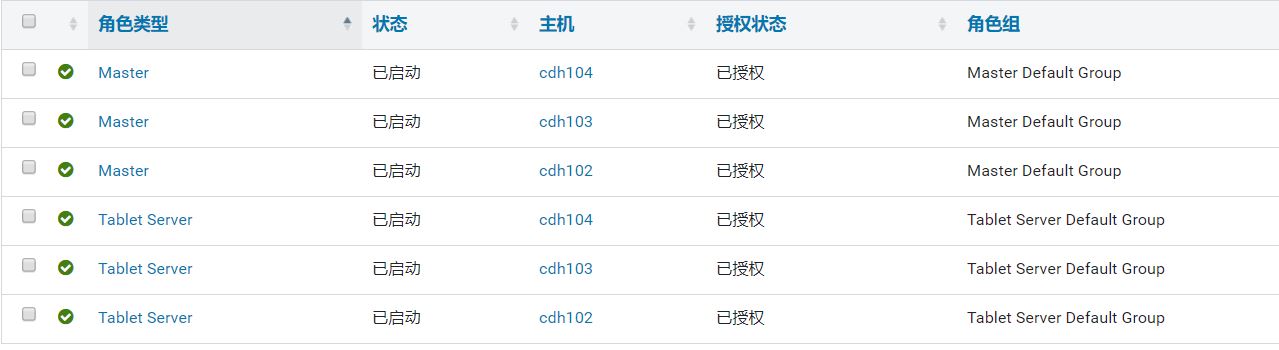 角色类型 状态 主机 授权状态 角色组
Master 已启动 cdh104 已授权 Master Default Group
Master 已启动 cdh103 已授权 Master Default Group
Master 已启动 cdh102 已授权 Master Default Group
Tablet Server 已启动 cdh104 已授权 Tablet Server Default Group
Tablet Server 已启动 cdh103 已授权 Tablet Server Default Group
Tablet Server 已启动 cdh102 已授权 Tablet Server Default Group